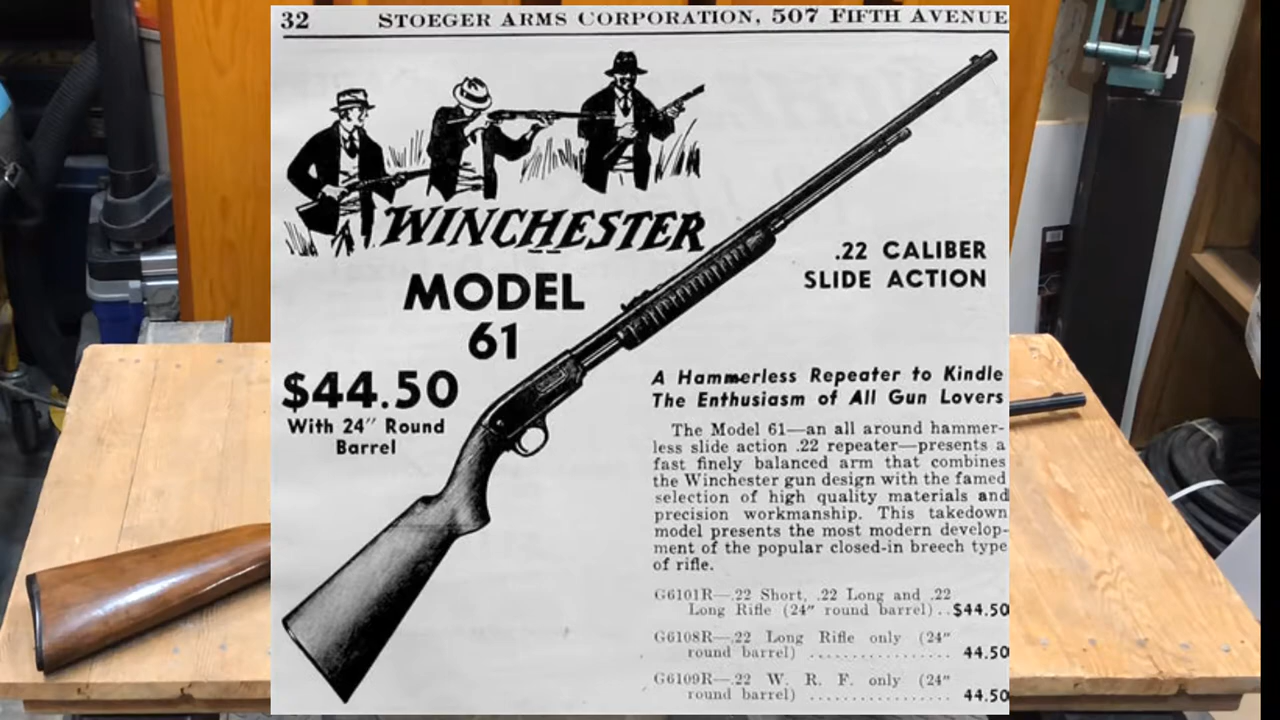 32 STOEGER ARMS CORPORATION, 507 FIFTH AVENUE
WINCHESTER
MODEL
61
$44.50
With 24″ Round
Barrel
.22 CALIBER
SLIDE ACTION
A Hammerless Repeater to Kindle
The Enthusiasm of All Gun Lovers
The Model 61—an all around hammer-
less slide action .22 repeater—presents a
fast finely balanced arm that combines
the Winchester gun design with the famed
selection of high quality materials and
precision workmanship. This takedown
model presents the most modern develop-
ment of the popular closed-in breech type
of rifle.
G6101R—.22 Short, .22 Long and .22
Long Rifle (24″ round barrel)..$44.50
G6108R—.22 Long Rifle only (24″
round barrel) ................ 44.50
G6109R—.22 W. R. F. only (24″
round barrel) ................ 44.50